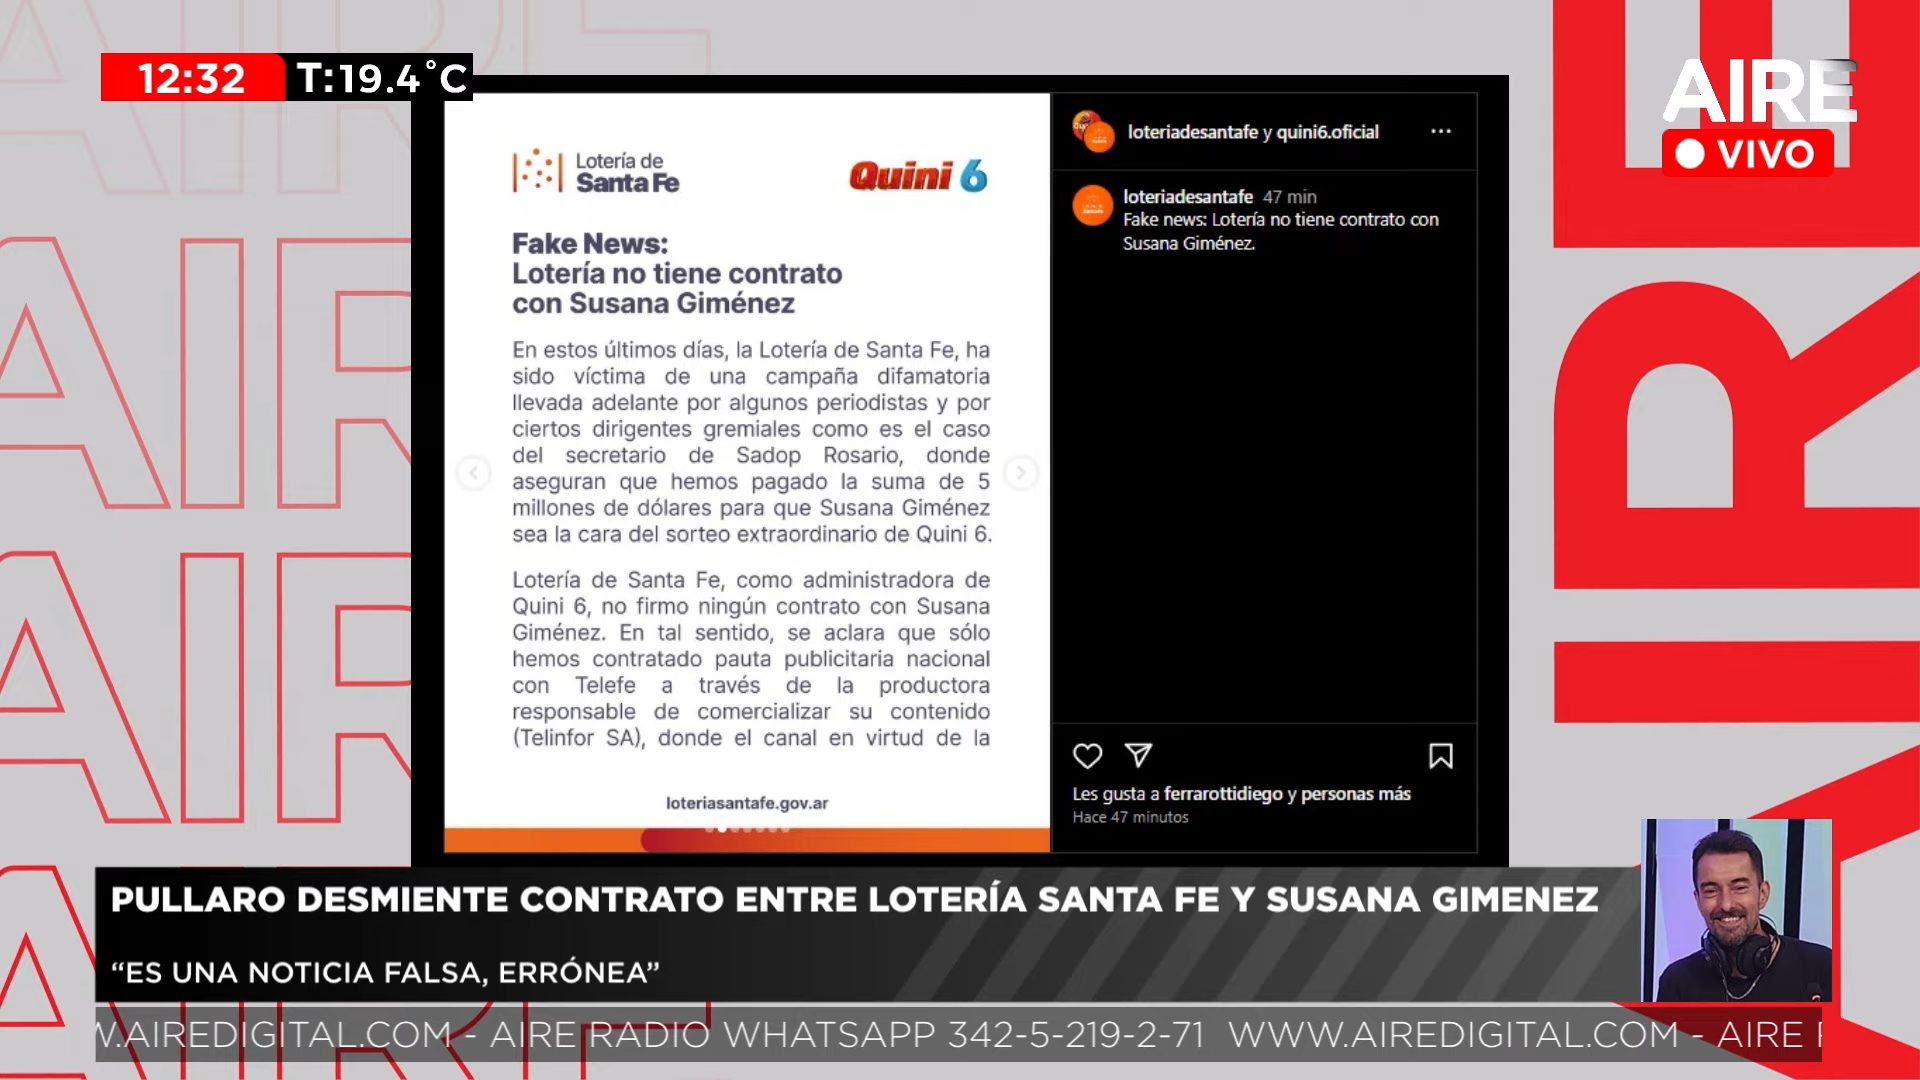 12:32
T:19.4°C
AIRE
VIVO
Lotería de
Santa Fe
Quini 6
Fake News:
Lotería no tiene contrato
con Susana Giménez
En estos últimos días, la Lotería de Santa Fe, ha
sido víctima de una campaña difamatoria
llevada adelante por algunos periodistas y por
ciertos dirigentes gremiales como es el caso
del secretario de Sadop Rosario, donde
aseguran que hemos pagado la suma de 5
millones de dólares para que Susana Giménez
sea la cara del sorteo extraordinario de Quini 6.
Lotería de Santa Fe, como administradora de
Quini 6, no firmo ningún contrato con Susana
Giménez. En tal sentido, se aclara que sólo
hemos contratado pauta publicitaria nacional
con Telefe a través de la productora
responsable de comercializar su contenido
(Telinfor SA), donde el canal en virtud de la
loteriasantafe.gov.ar
loteriadesantafe y quini6.oficial
loteriadesantafe 47 min
Fake news: Lotería no tiene contrato con
Susana Giménez.
Les gusta a ferrarottidiego y personas más
Hace 47 minutos
PULLARO DESMIENTE CONTRATO ENTRE LOTERÍA SANTA FE Y SUSANA GIMENEZ
“ES UNA NOTICIA FALSA, ERRÓNEA”
W.AIREDIGITAL.COM - AIRE RADIO WHATSAPP 342-5-219-2-71 WWW.AIREDIGITAL.COM - AIRE
AIRE
AIRE
AIRE
AIRE
AIRE